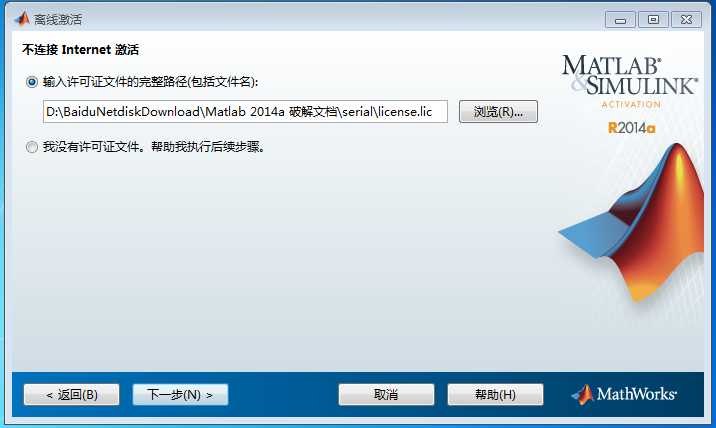 离线激活
不连接 Internet 激活
输入许可证文件的完整路径(包括文件名):
D:\BaiduNetdiskDownload\Matlab 2014a 破解文档\serial\license.lic
浏览(R)...
我没有许可证文件。帮助我执行后续步骤。
MATLAB®
&SIMULINK®
ACTIVATION
R2014a
< 返回(B)
下一步(N) >
取消
帮助(H)
MathWorks®